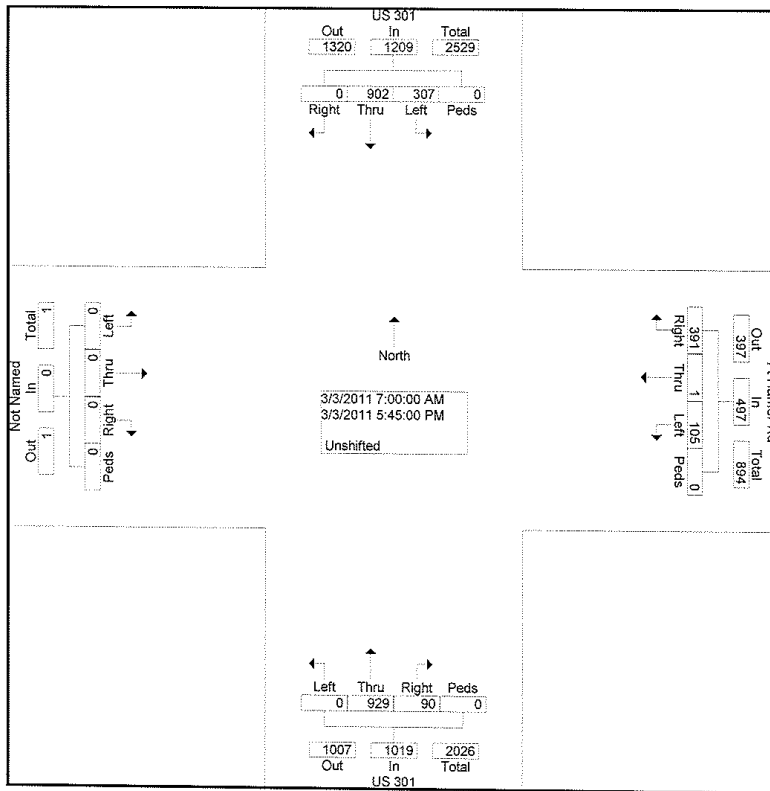 US 301
Out In Total
1320 1209 2529
0 902 307 0
Right Thru Left Peds
Not Named
Total In Out
1 0 1
0 0 0 0
Left Thru Right Peds
North
3/3/2011 7:00:00 AM
3/3/2011 5:45:00 PM
Unshifted
Right Thru Left Peds
391 1 105 0
Out In Total
397 497 894
Left Thru Right Peds
0 929 90 0
1007 1019 2026
Out In Total
US 301